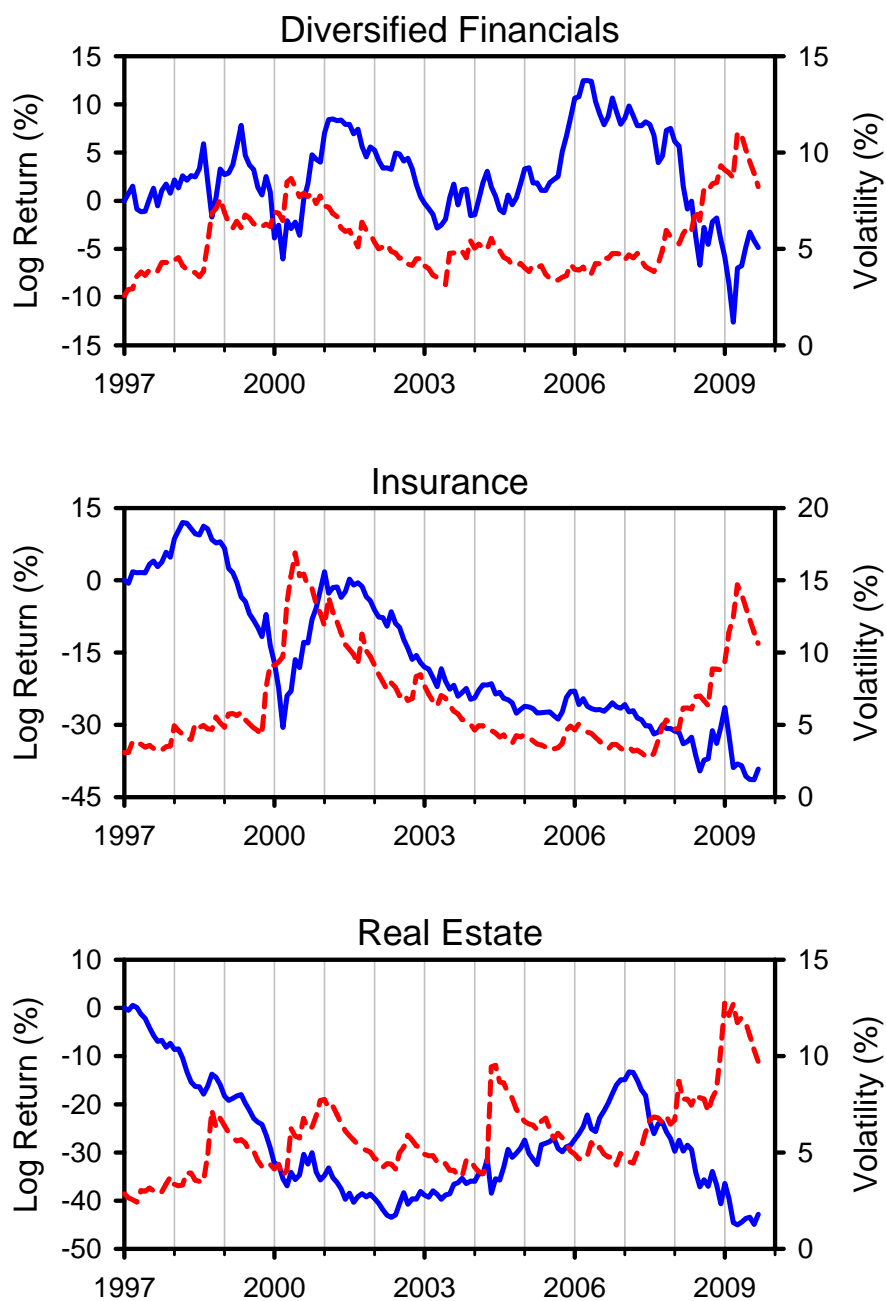 Diversified Financials
Log Return (%)
15
10
5
0
-5
-10
-15
15
10
5
0
Volatility (%)
1997 2000 2003 2006 2009
Insurance
Log Return (%)
15
0
-15
-30
-45
20
15
10
5
0
Volatility (%)
1997 2000 2003 2006 2009
Real Estate
Log Return (%)
10
0
-10
-20
-30
-40
-50
15
10
5
0
Volatility (%)
1997 2000 2003 2006 2009